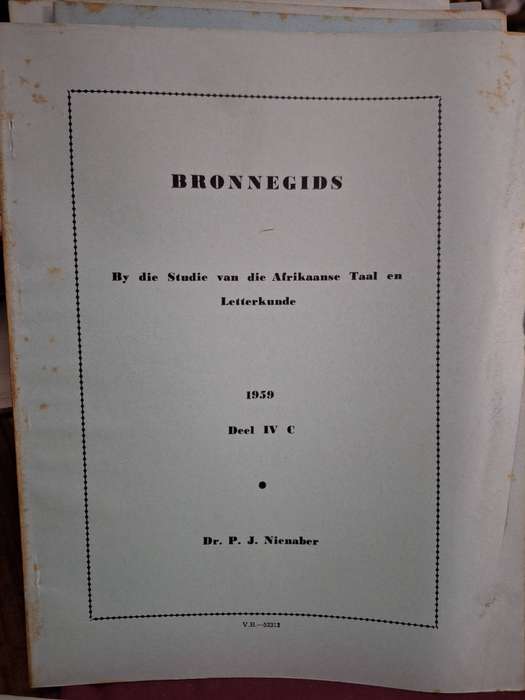 BRONNEGIDS
By die Studie van die Afrikaanse Taal en
Letterkunde
1959
Deel IV C
Dr. P. J. Nienaber